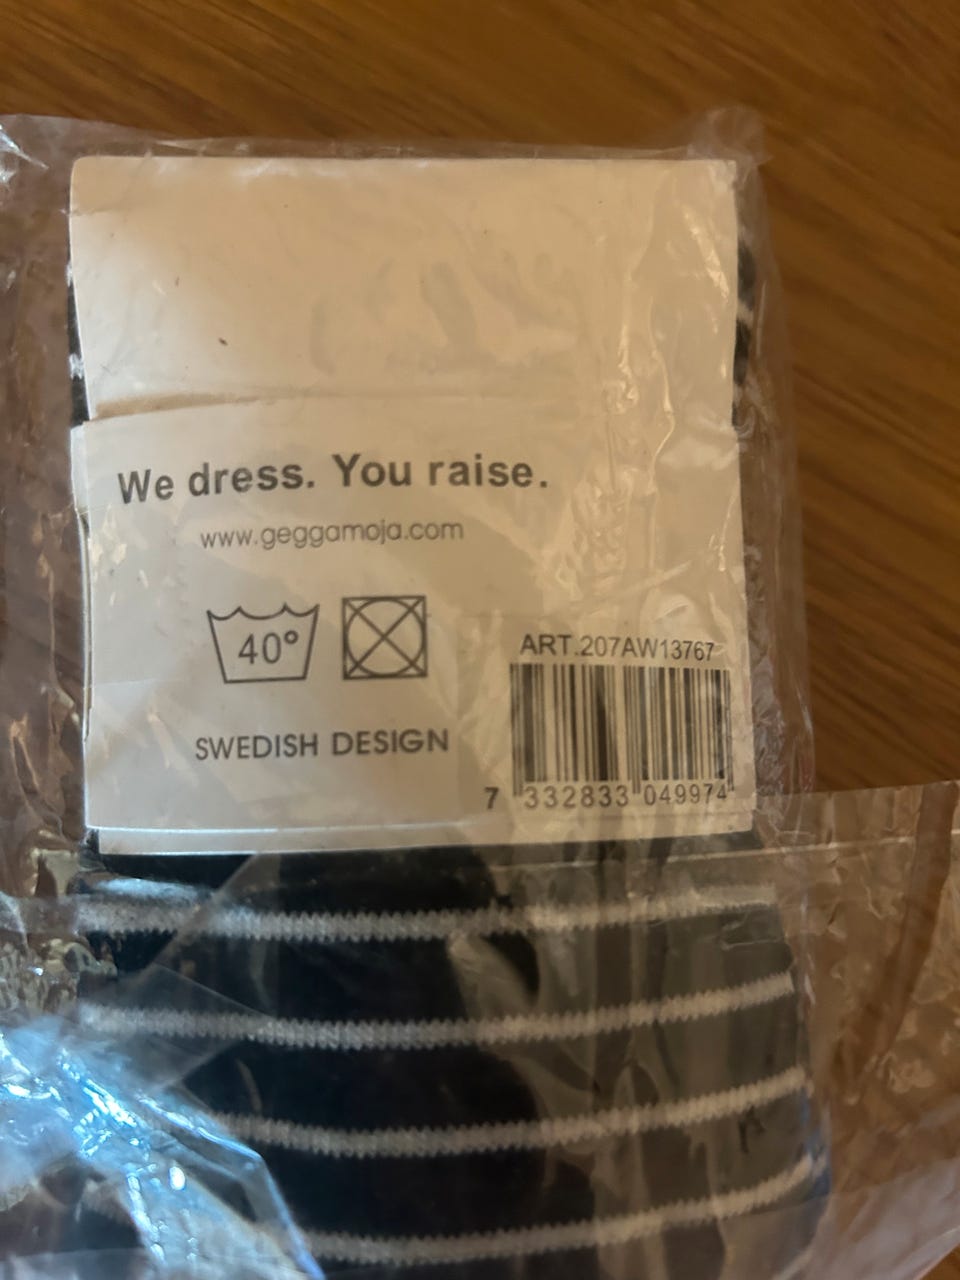 We dress. You raise.
www.geggamoja.com
40°
ART.207AW13767
SWEDISH DESIGN
7 332833 049974